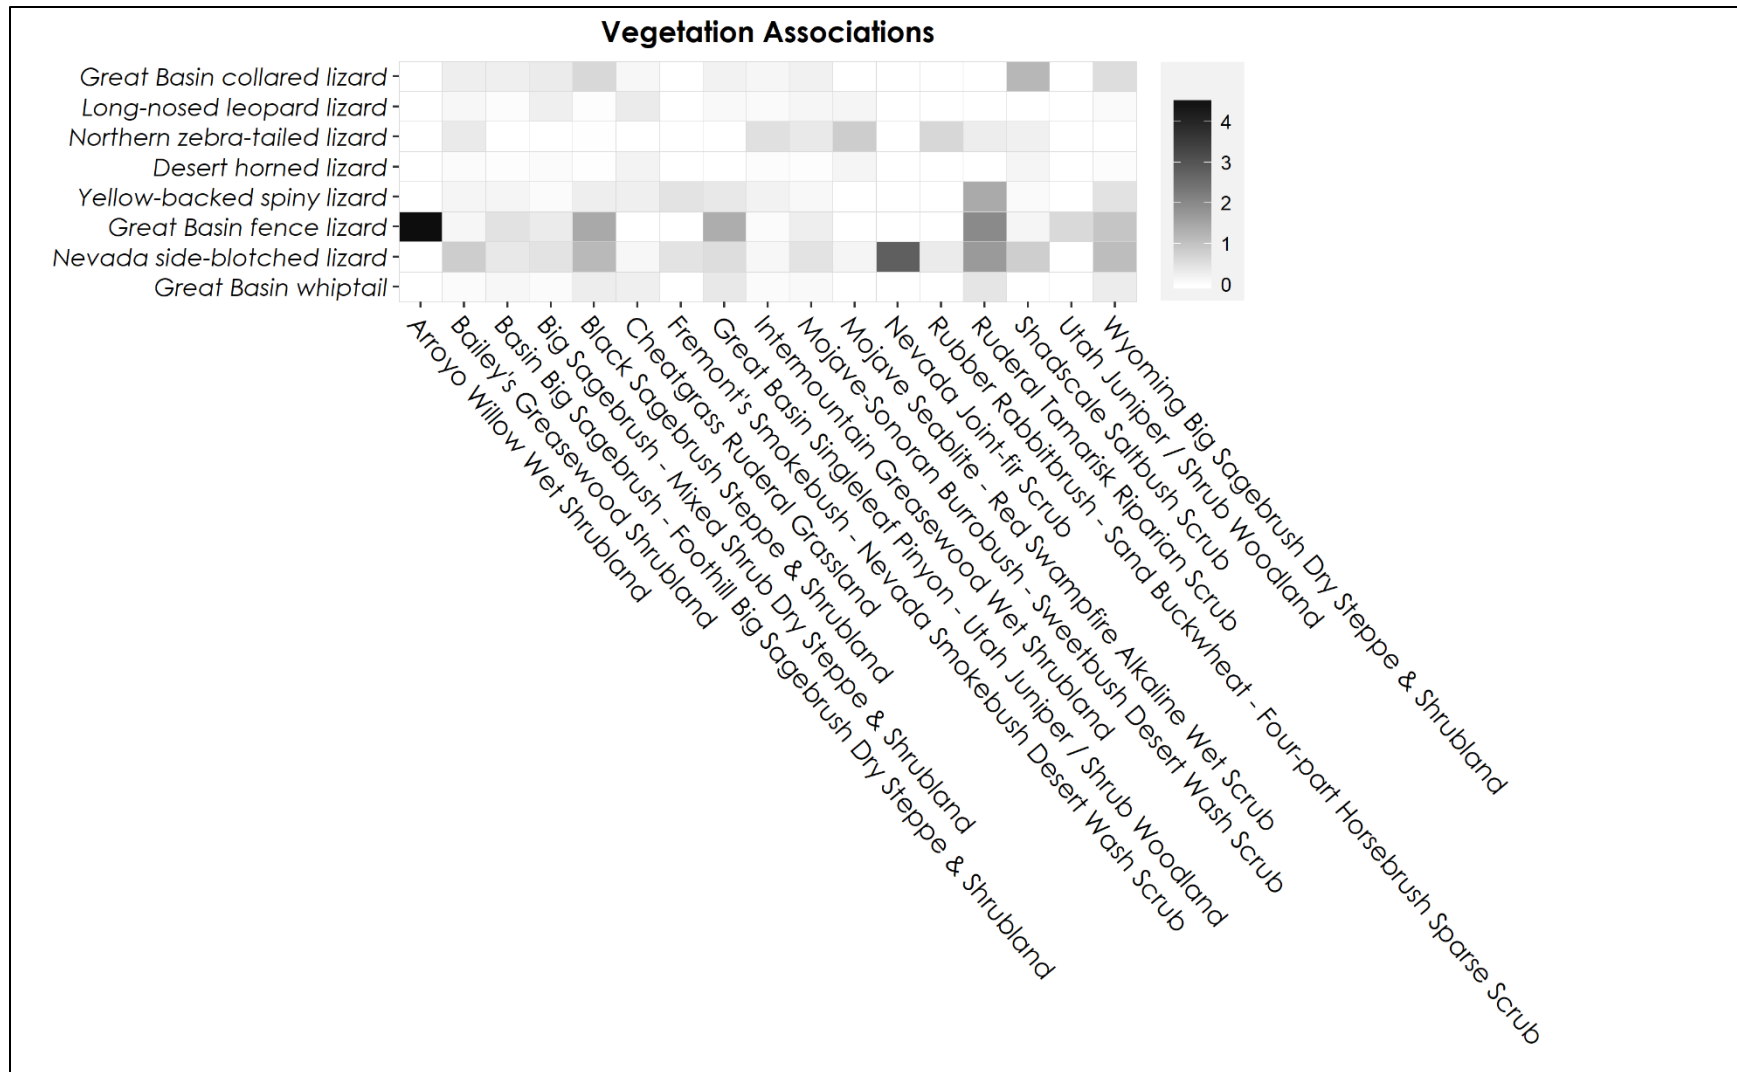 Vegetation Associations
Great Basin collared lizard
Long-nosed leopard lizard
Northern zebra-tailed lizard
Desert horned lizard
Yellow-backed spiny lizard
Great Basin fence lizard
Nevada side-blotched lizard
Great Basin whiptail
4
3
2
1
0
Arroyo Willow Wet Shrubland
Bailey's Greasewood Shrubland
Basin Big Sagebrush - Foothill Big Sagebrush Dry Steppe & Shrubland
Big Sagebrush - Mixed Shrub Dry Steppe & Shrubland
Black Sagebrush Steppe & Shrubland
Cheatgrass Ruderal Grassland
Fremont's Smokebush - Nevada Smokebush Desert Wash Scrub
Great Basin Singleleaf Pinyon - Utah Juniper / Shrub Woodland
Intermountain Greasewood Wet Shrubland
Mojave-Sonoran Burrobush - Sweetbush Desert Wash Scrub
Mojave Seablite - Red Swampfire Alkaline Wet Scrub
Nevada Joint-fir Scrub
Rubber Rabbitbrush - Sand Buckwheat - Four-part Horsebrush Sparse Scrub
Ruderal Tamarisk Riparian Scrub
Shadscale Saltbush Scrub
Utah Juniper / Shrub Woodland
Wyoming Big Sagebrush Dry Steppe & Shrubland